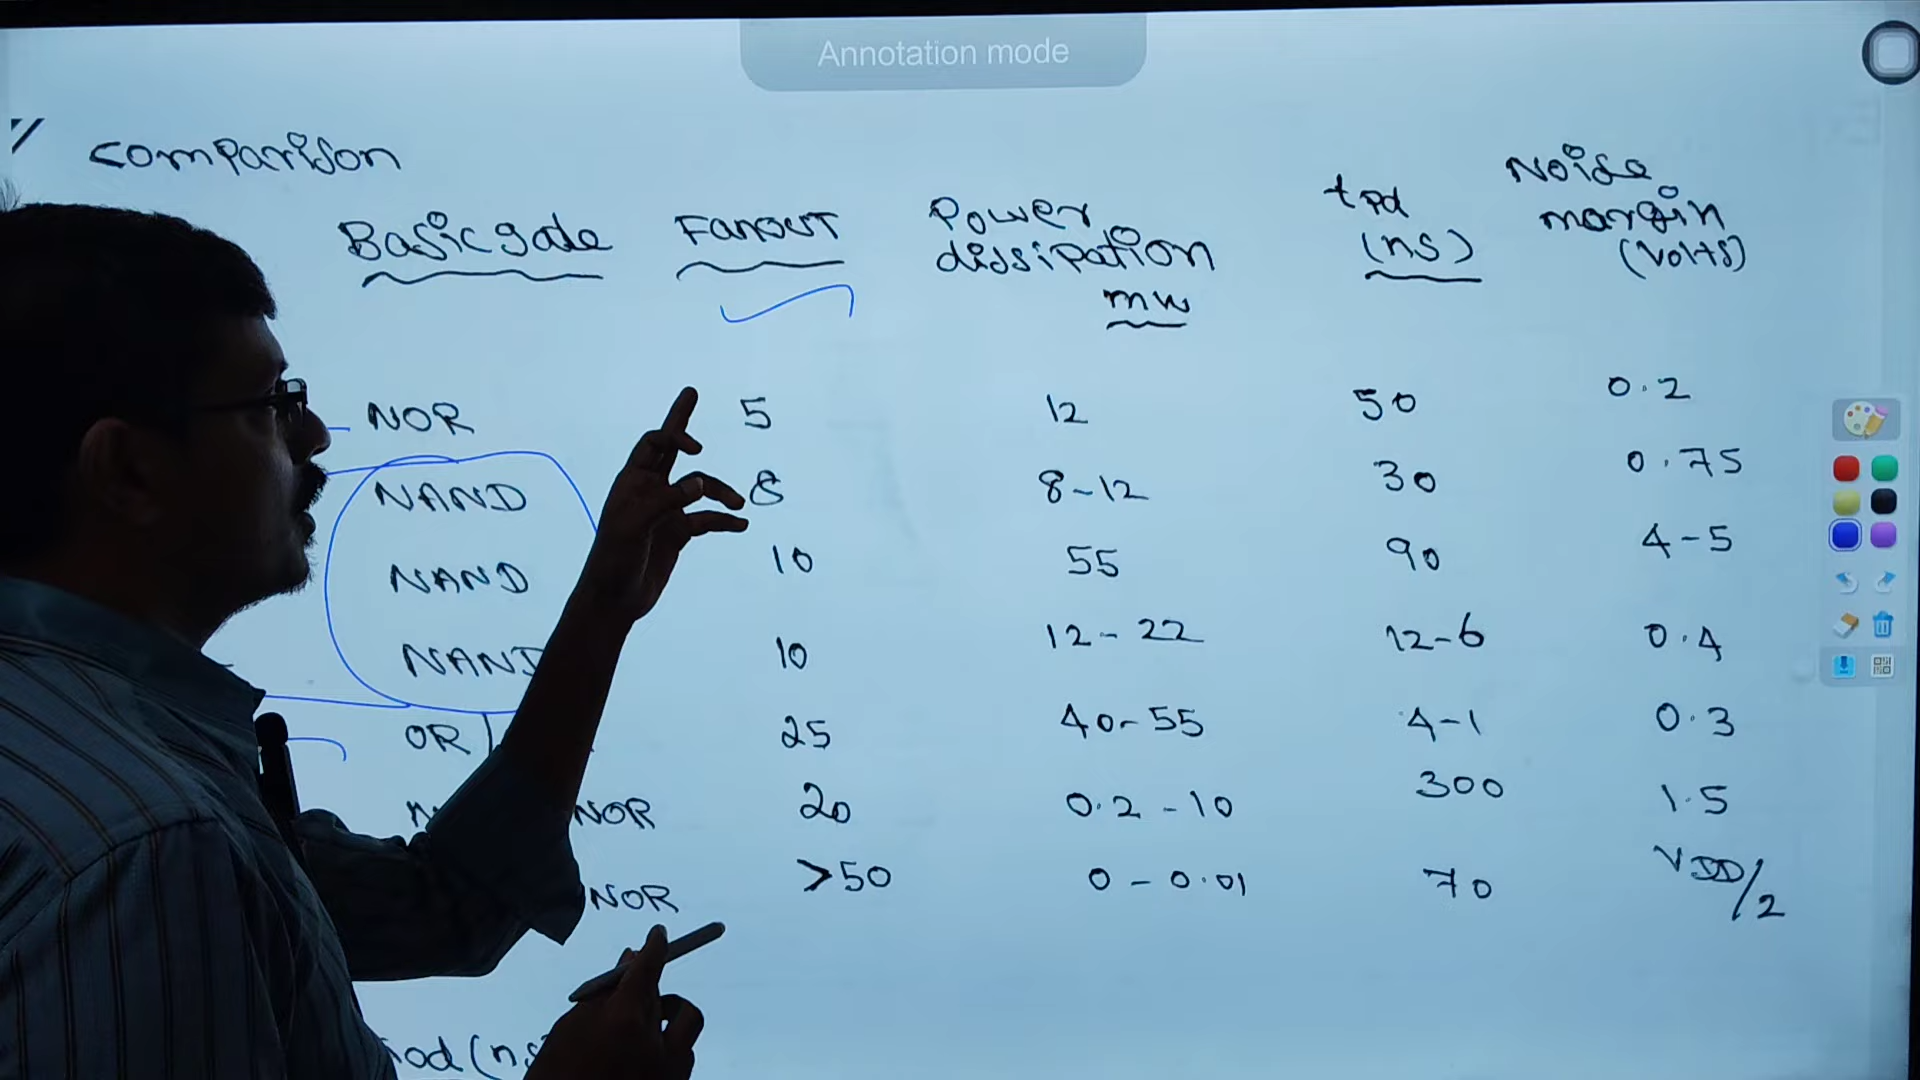 Annotation mode
Comparison
Basic gate Fanout Power dissipation mw tpd (ns) Noise margin (volts)
NOR 5 12 50 0.2
NAND 8 8-12 30 0.75
NAND 10 55 90 4-5
NAND 10 12-22 12-6 0.4
OR 25 40-55 4-1 0.3
NOR 20 0.2-10 300 1.5
NOR >50 0-0.01 70 VDD/2